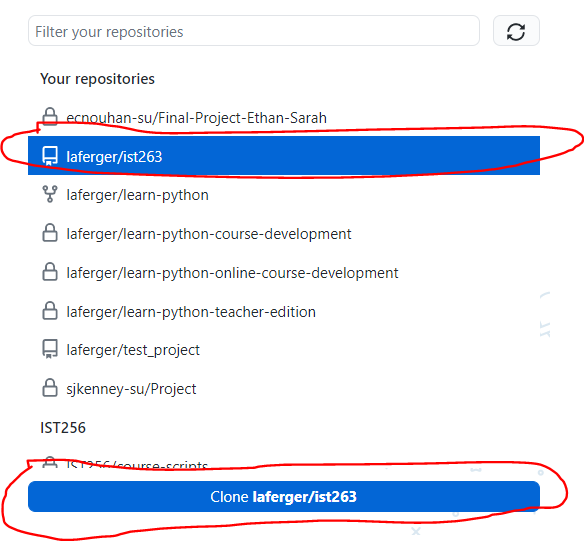 Filter your repositories
Your repositories
ecnouhan-su/Final-Project-Ethan-Sarah
laferger/ist263
laferger/learn-python
laferger/learn-python-course-development
laferger/learn-python-online-course-development
laferger/learn-python-teacher-edition
laferger/test_project
sjkenney-su/Project
IST256
IST256/course-scripts
Clone laferger/ist263